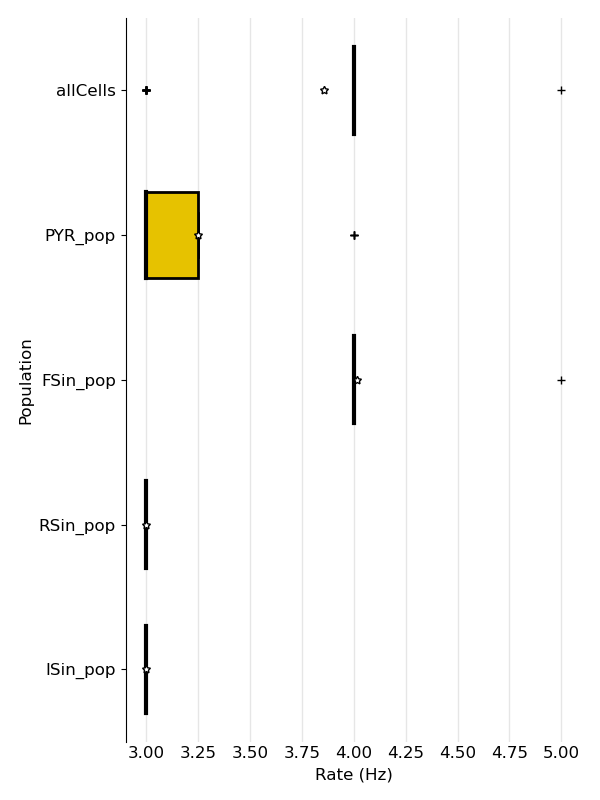 allCells
PYR_pop
FSin_pop
RSin_pop
ISin_pop
Population
3.00 3.25 3.50 3.75 4.00 4.25 4.50 4.75 5.00
Rate (Hz)